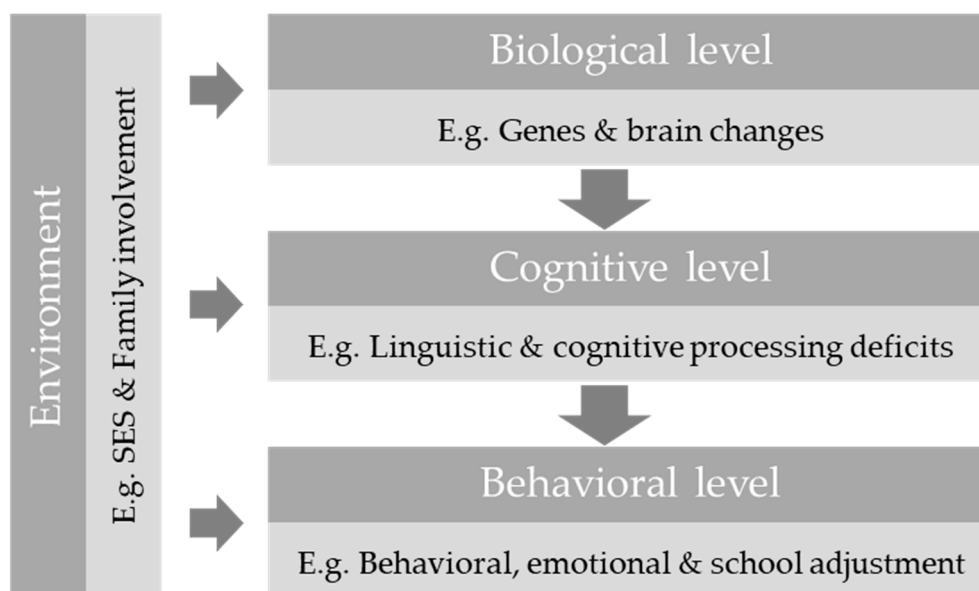 Environment
E.g. SES & Family involvement
Biological level
E.g. Genes & brain changes
Cognitive level
E.g. Linguistic & cognitive processing deficits
Behavioral level
E.g. Behavioral, emotional & school adjustment